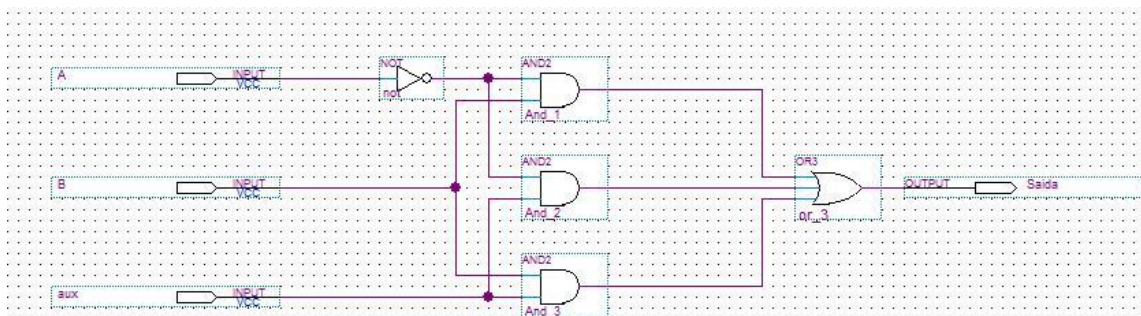 A
INPUT
VCC
NOT
not
AND2
And_1
B
INPUT
VCC
AND2
And_2
OR3
or_3
OUTPUT
Saida
aux
INPUT
VCC
AND2
And_3